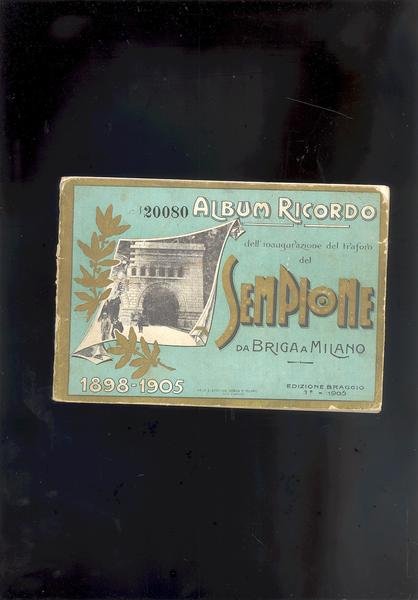 20080 ALBUM RICORDO
dell'inaugurazione del traforo
del
SEMPIONE
DA BRIGA A MILANO
1898-1905
EDIZIONE BRAGGIO
1905